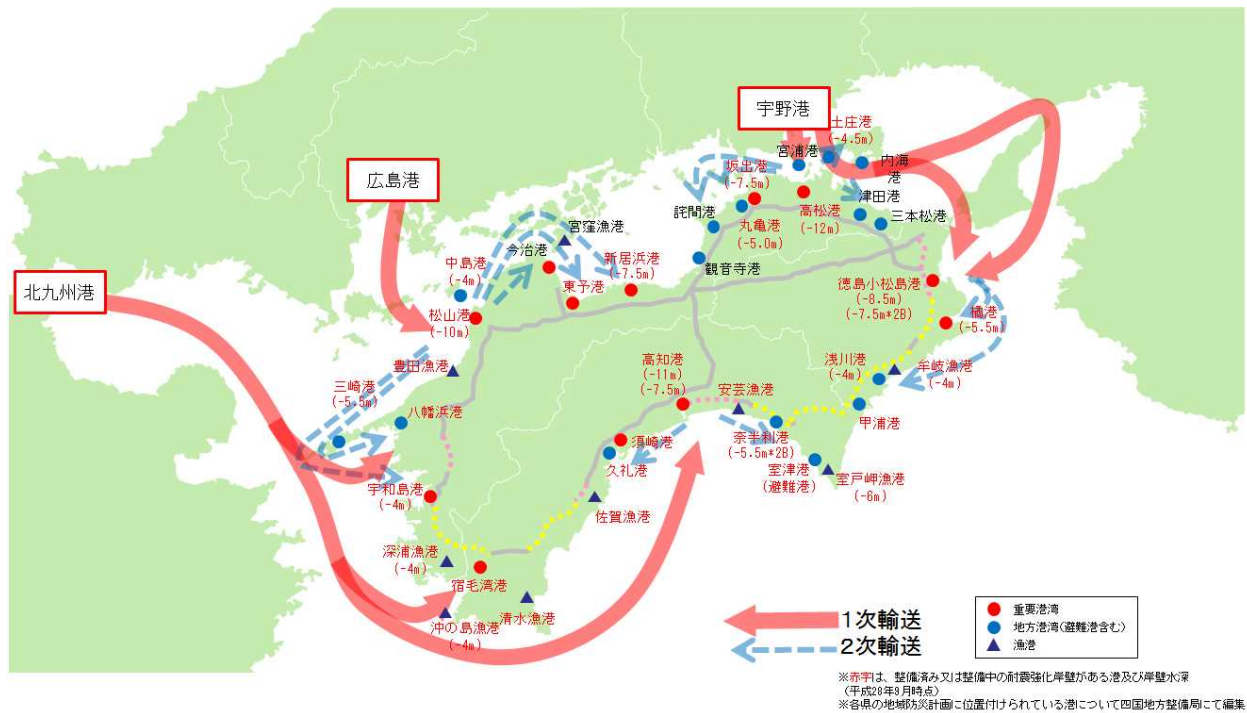 宇野港
土庄港
(-4.5m)
宮浦港
内海
港
坂出港
(-7.5m)
広島港
津田港
高松港
(-12m)
三本松港
詫間港
丸亀港
(-5.0m)
宮窪漁港
今治港
新居浜港
(-7.5m)
観音寺港
中島港
(-4m)
東予港
徳島小松島港
(-8.5m)
(-7.5m*2B)
北九州港
松山港
(-10m)
橘港
(-5.5m)
豊田漁港
高知港
(-11m)
(-7.5m)
浅川港
(-4m)
牟岐漁港
(-4m)
三崎港
(-5.5m)
安芸漁港
八幡浜港
甲浦港
須崎港
奈半利港
(-5.5m*2B)
久礼港
室津港
(避難港)
室戸岬漁港
(-6m)
宇和島港
(-4m)
佐賀漁港
深浦漁港
(-4m)
宿毛湾港
清水漁港
沖の島漁港
(-4m)
1次輸送
2次輸送
重要港湾
地方港湾(避難港含む)
漁港
※赤字は、整備済み又は整備中の耐震強化岸壁がある港及び岸壁水深
(平成28年9月時点)
※各県の地域防災計画に位置付けられている港について四国地方整備局にて編集